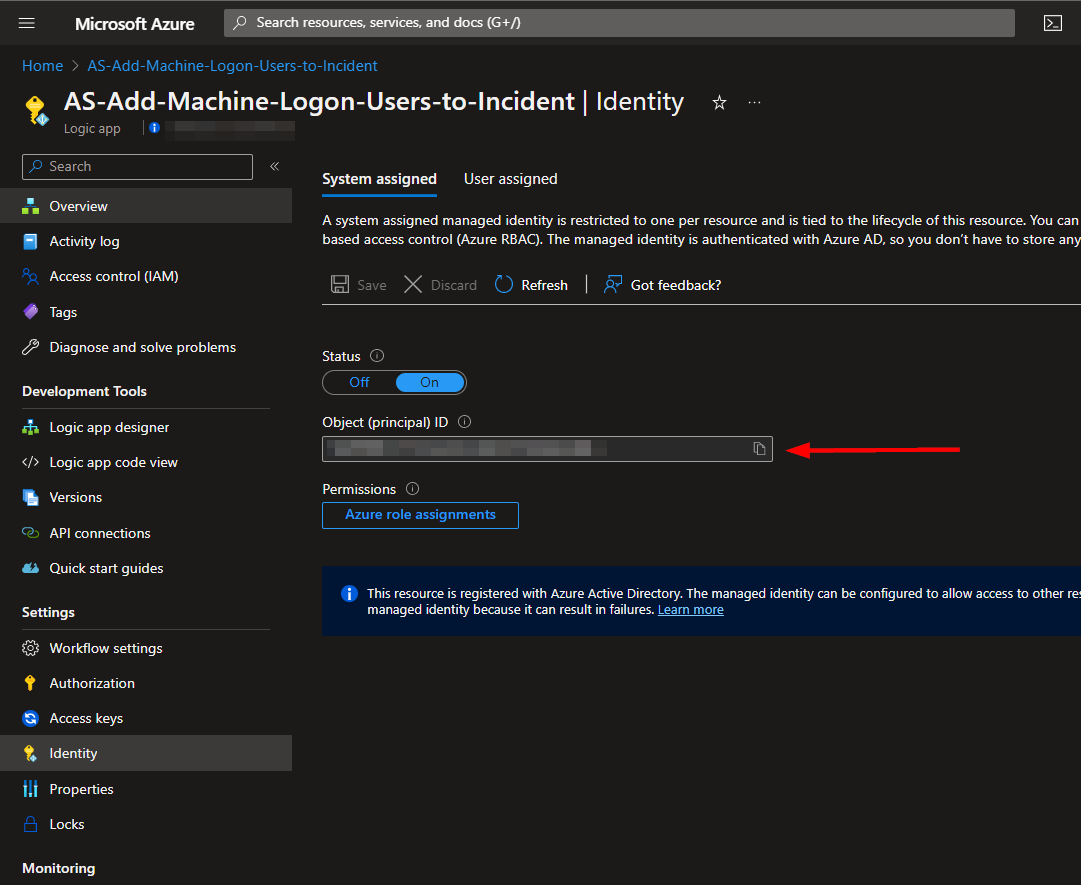 Microsoft Azure
Search resources, services, and docs (G+/)
Home > AS-Add-Machine-Logon-Users-to-Incident
AS-Add-Machine-Logon-Users-to-Incident | Identity
Logic app
Search
Overview
Activity log
Access control (IAM)
Tags
Diagnose and solve problems
Development Tools
Logic app designer
Logic app code view
Versions
API connections
Quick start guides
Settings
Workflow settings
Authorization
Access keys
Identity
Properties
Locks
Monitoring
System assigned User assigned
A system assigned managed identity is restricted to one per resource and is tied to the lifecycle of this resource. You can
based access control (Azure RBAC). The managed identity is authenticated with Azure AD, so you don't have to store any
Save Discard Refresh Got feedback?
Status
Off On
Object (principal) ID
Permissions
Azure role assignments
This resource is registered with Azure Active Directory. The managed identity can be configured to allow access to other res
managed identity because it can result in failures. Learn more